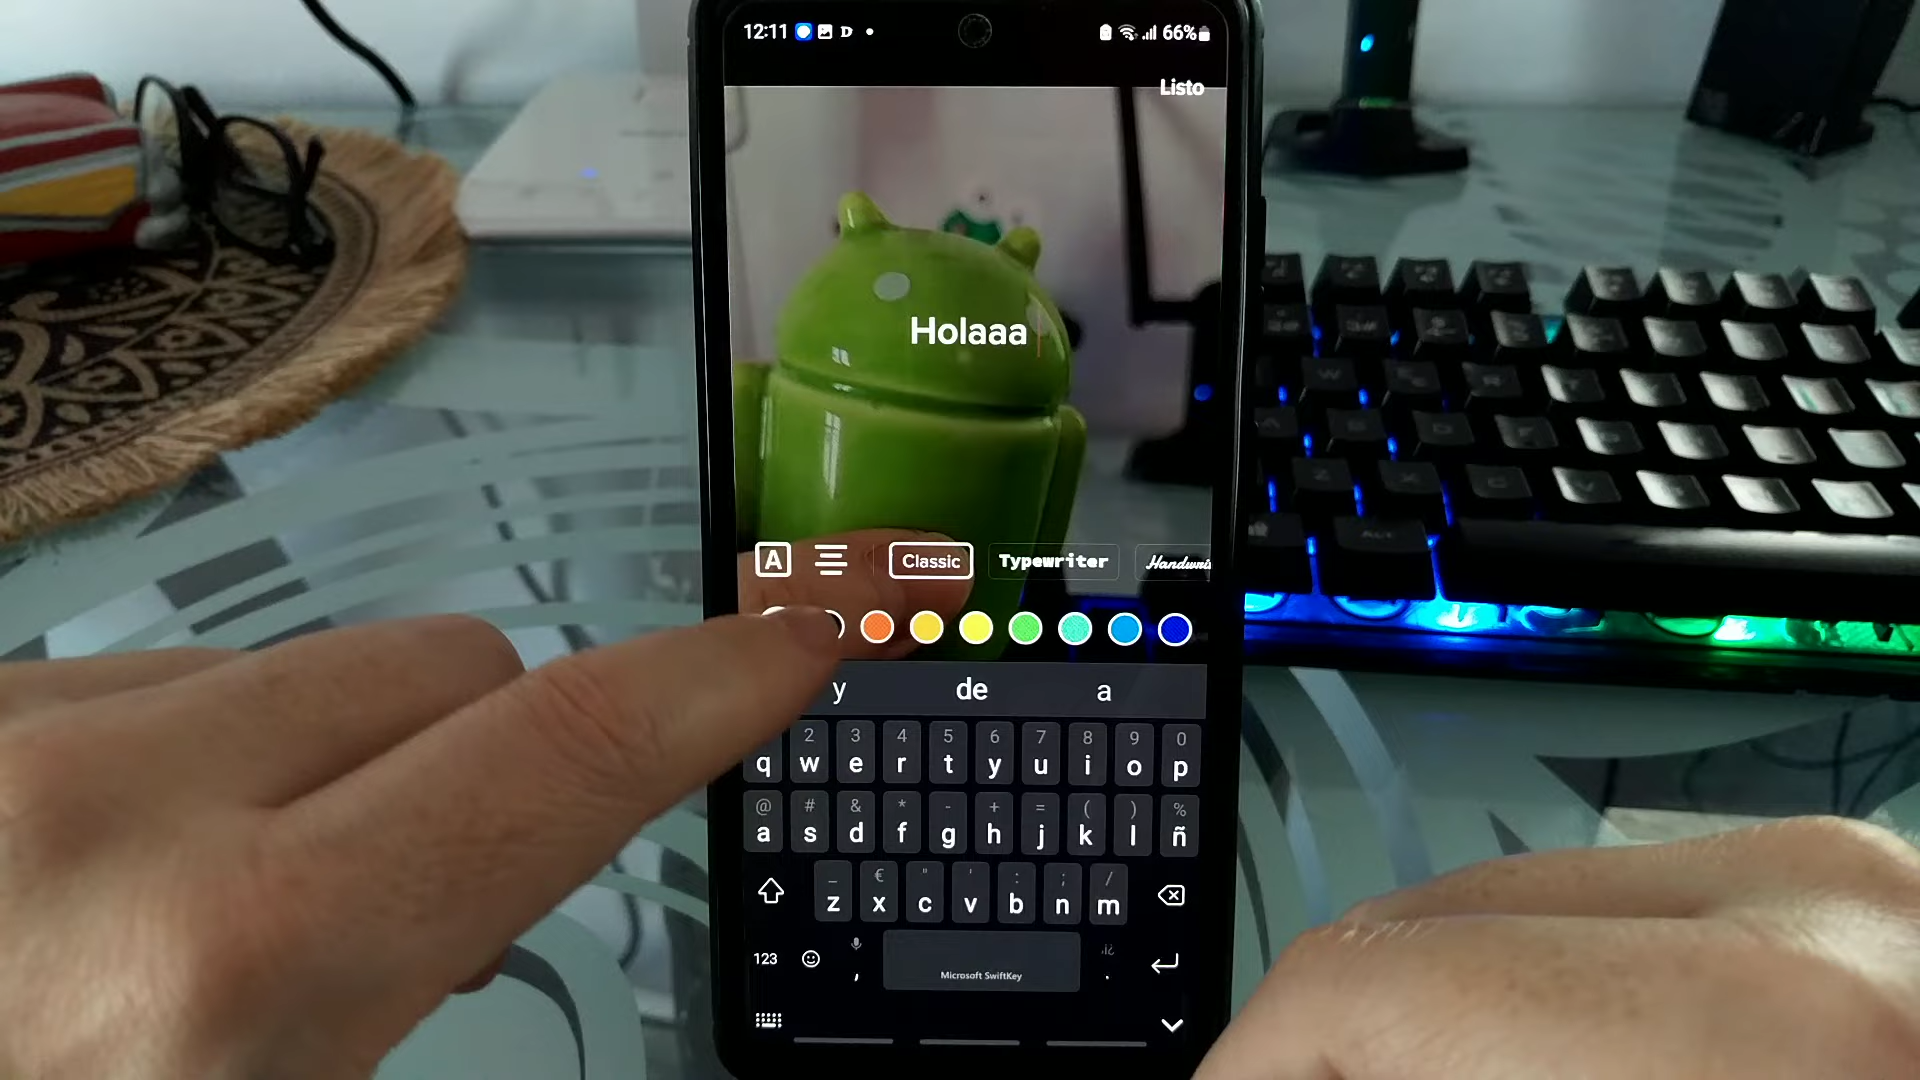 12:11 D 66%
Listo
Holaaa
A Classic Typewriter Handwri
y de a
2 3 4 5 6 7 8 9 0
q w e r t y u i o p
@ # & * - + = ( ) %
a s d f g h j k l ñ
_ € " ' : ; /
z x c v b n m
123 , .
Microsoft SwiftKey